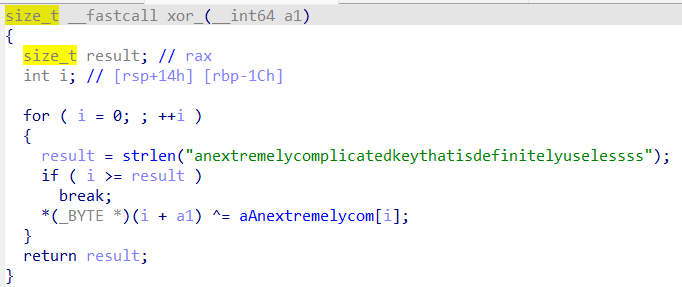 size_t __fastcall xor_(__int64 a1)
{
  size_t result; // rax
  int i; // [rsp+14h] [rbp-1Ch]

  for ( i = 0; ; ++i )
  {
    result = strlen("anextremelycomplicatedkeythatisdefinitelyuselessss");
    if ( i >= result )
      break;
    *(_BYTE *)(i + a1) ^= aAnextremelycom[i];
  }
  return result;
}